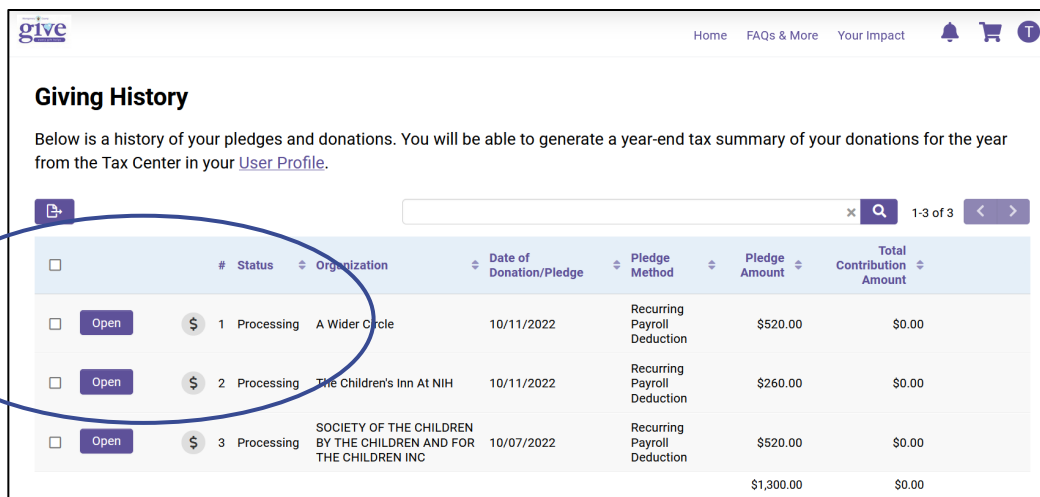 give
Home FAQs & More Your Impact T
Giving History
Below is a history of your pledges and donations. You will be able to generate a year-end tax summary of your donations for the year
from the Tax Center in your User Profile.
1-3 of 3
# Status Organization Date of Donation/Pledge Pledge Method Pledge Amount Total Contribution Amount
Open $ 1 Processing A Wider Circle 10/11/2022 Recurring Payroll Deduction $520.00 $0.00
Open $ 2 Processing The Children's Inn At NIH 10/11/2022 Recurring Payroll Deduction $260.00 $0.00
Open $ 3 Processing SOCIETY OF THE CHILDREN BY THE CHILDREN AND FOR THE CHILDREN INC 10/07/2022 Recurring Payroll Deduction $520.00 $0.00
$1,300.00 $0.00